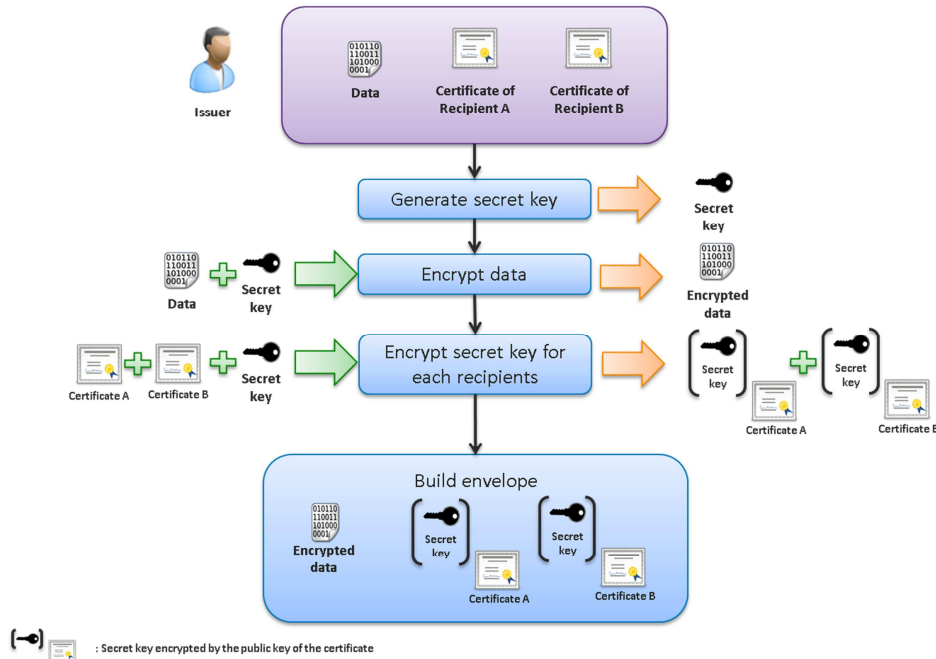 010110
110011
101000
0001
Data
Certificate of
Recipient A
Certificate of
Recipient B
Issuer
Generate secret key
Secret
key
010110
110011
101000
0001
Data
Secret
key
Encrypt data
010110
110011
101000
0001
Encrypted
data
Certificate A
Certificate B
Secret
key
Encrypt secret key for
each recipients
Secret
key
Certificate A
Secret
key
Certificate B
Build envelope
010110
110011
101000
0001
Encrypted
data
Secret
key
Certificate A
Secret
key
Certificate B
: Secret key encrypted by the public key of the certificate